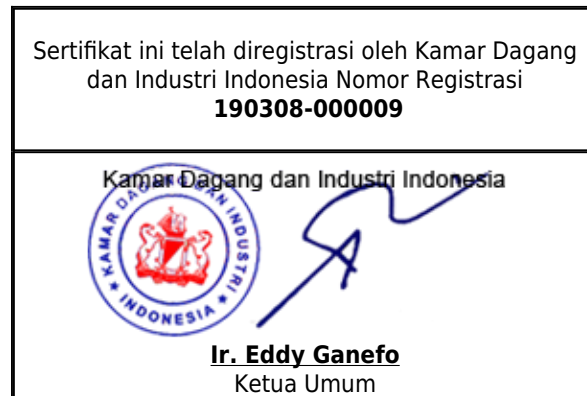 Sertifikat ini telah diregistrasi oleh Kamar Dagang
dan Industri Indonesia Nomor Registrasi
190308-000009
Kamar Dagang dan Industri Indonesia
KAMAR DAGANG DAN INDUSTRI
INDONESIA
Ir. Eddy Ganefo
Ketua Umum